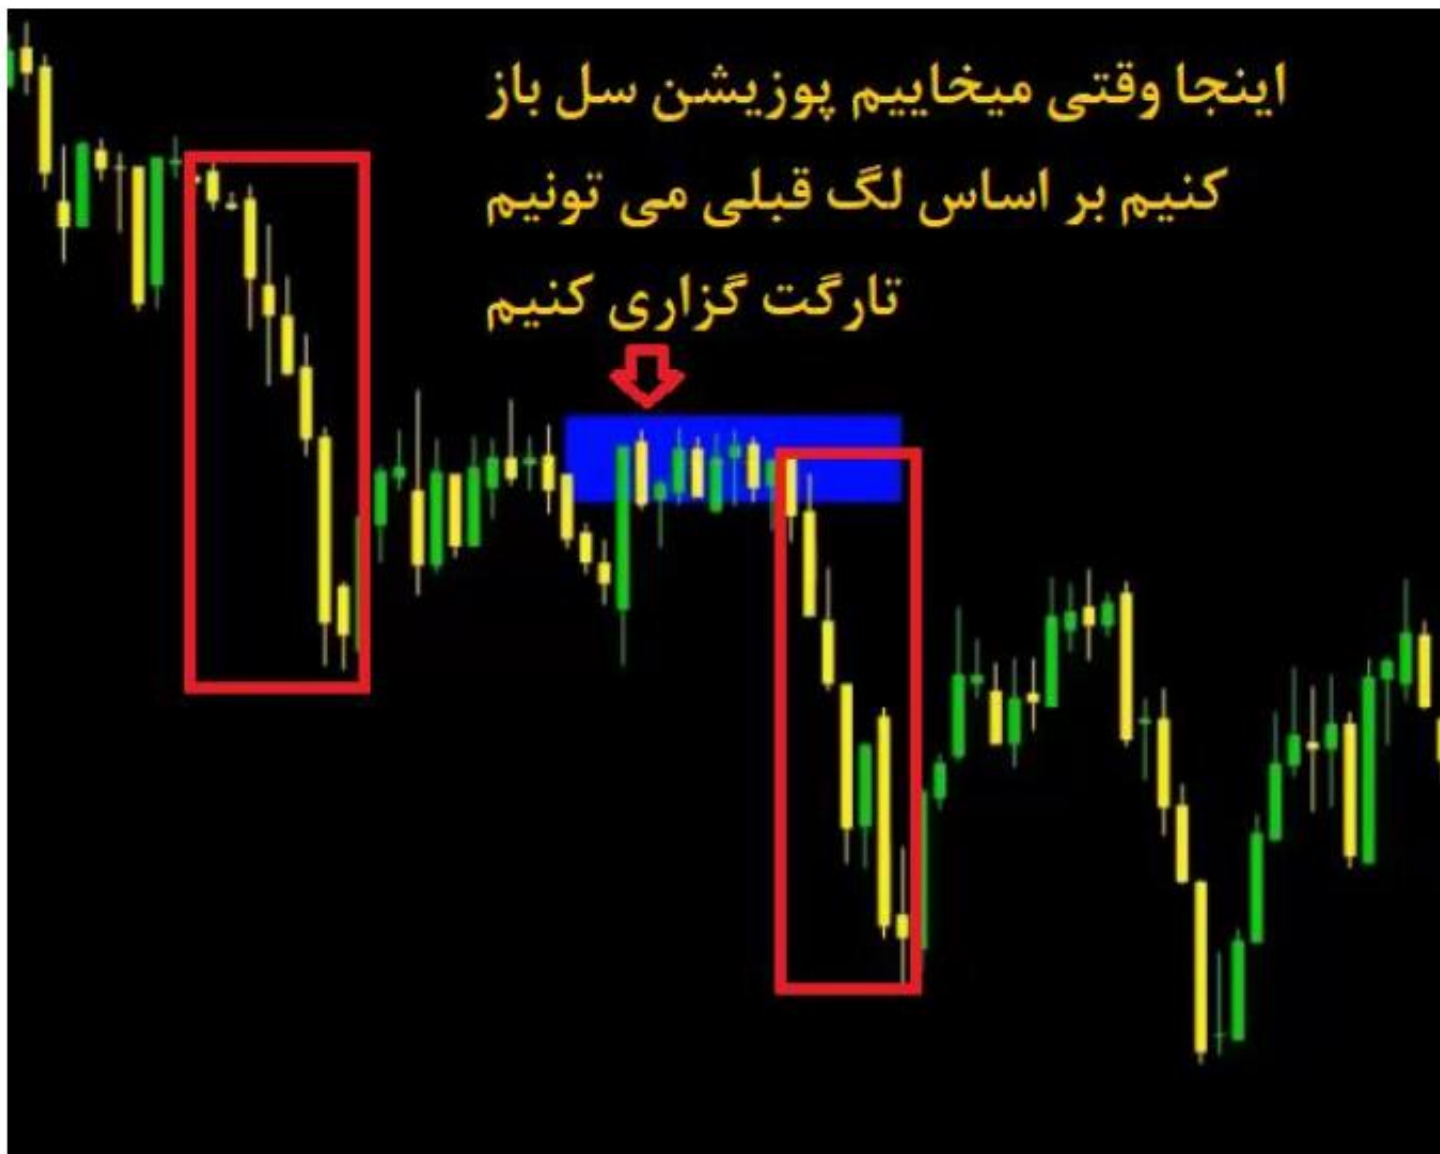 اینجا وقتی میخاییم پوزیشن سل باز
کنیم بر اساس لگ قبلی می تونیم
تارگت گزاری کنیم